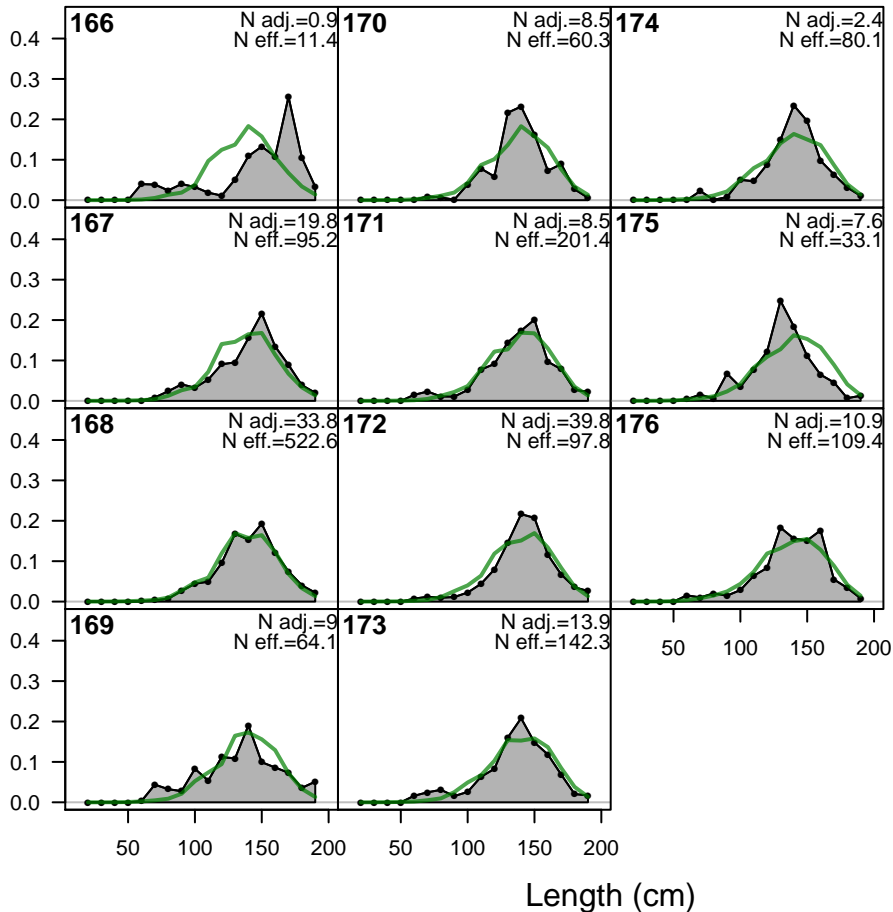 166
N adj.=0.9
N eff.=11.4
170
N adj.=8.5
N eff.=60.3
174
N adj.=2.4
N eff.=80.1
0.4
0.3
0.2
0.1
0.0
167
N adj.=19.8
N eff.=95.2
171
N adj.=8.5
N eff.=201.4
175
N adj.=7.6
N eff.=33.1
0.4
0.3
0.2
0.1
0.0
168
N adj.=33.8
N eff.=522.6
172
N adj.=39.8
N eff.=97.8
176
N adj.=10.9
N eff.=109.4
0.4
0.3
0.2
0.1
0.0
169
N adj.=9
N eff.=64.1
173
N adj.=13.9
N eff.=142.3
0.4
0.3
0.2
0.1
0.0
50 100 150 200
50 100 150 200
50 100 150 200
Length (cm)